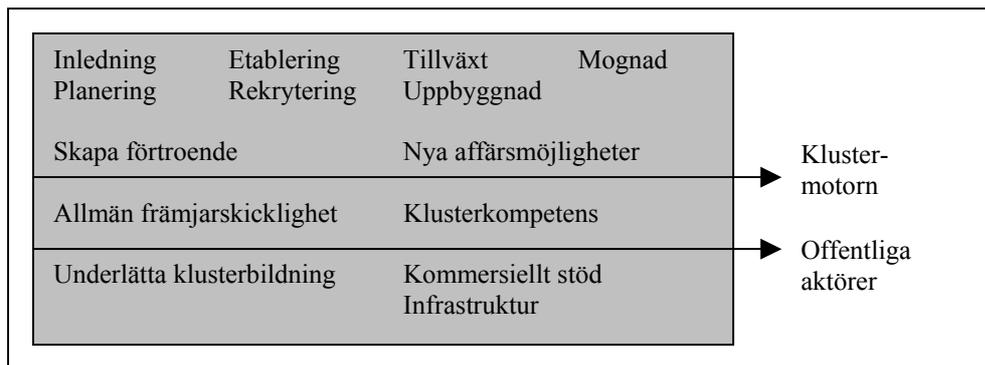 Inledning Etablering Tillväxt Mognad
Planering Rekrytering Uppbyggnad
Skapa förtroende Nya affärsmöjligheter
Kluster-
motorn
Allmän främjarskicklighet Klusterkompetens
Offentliga
aktörer
Underlätta klusterbildning Kommersiellt stöd
Infrastruktur